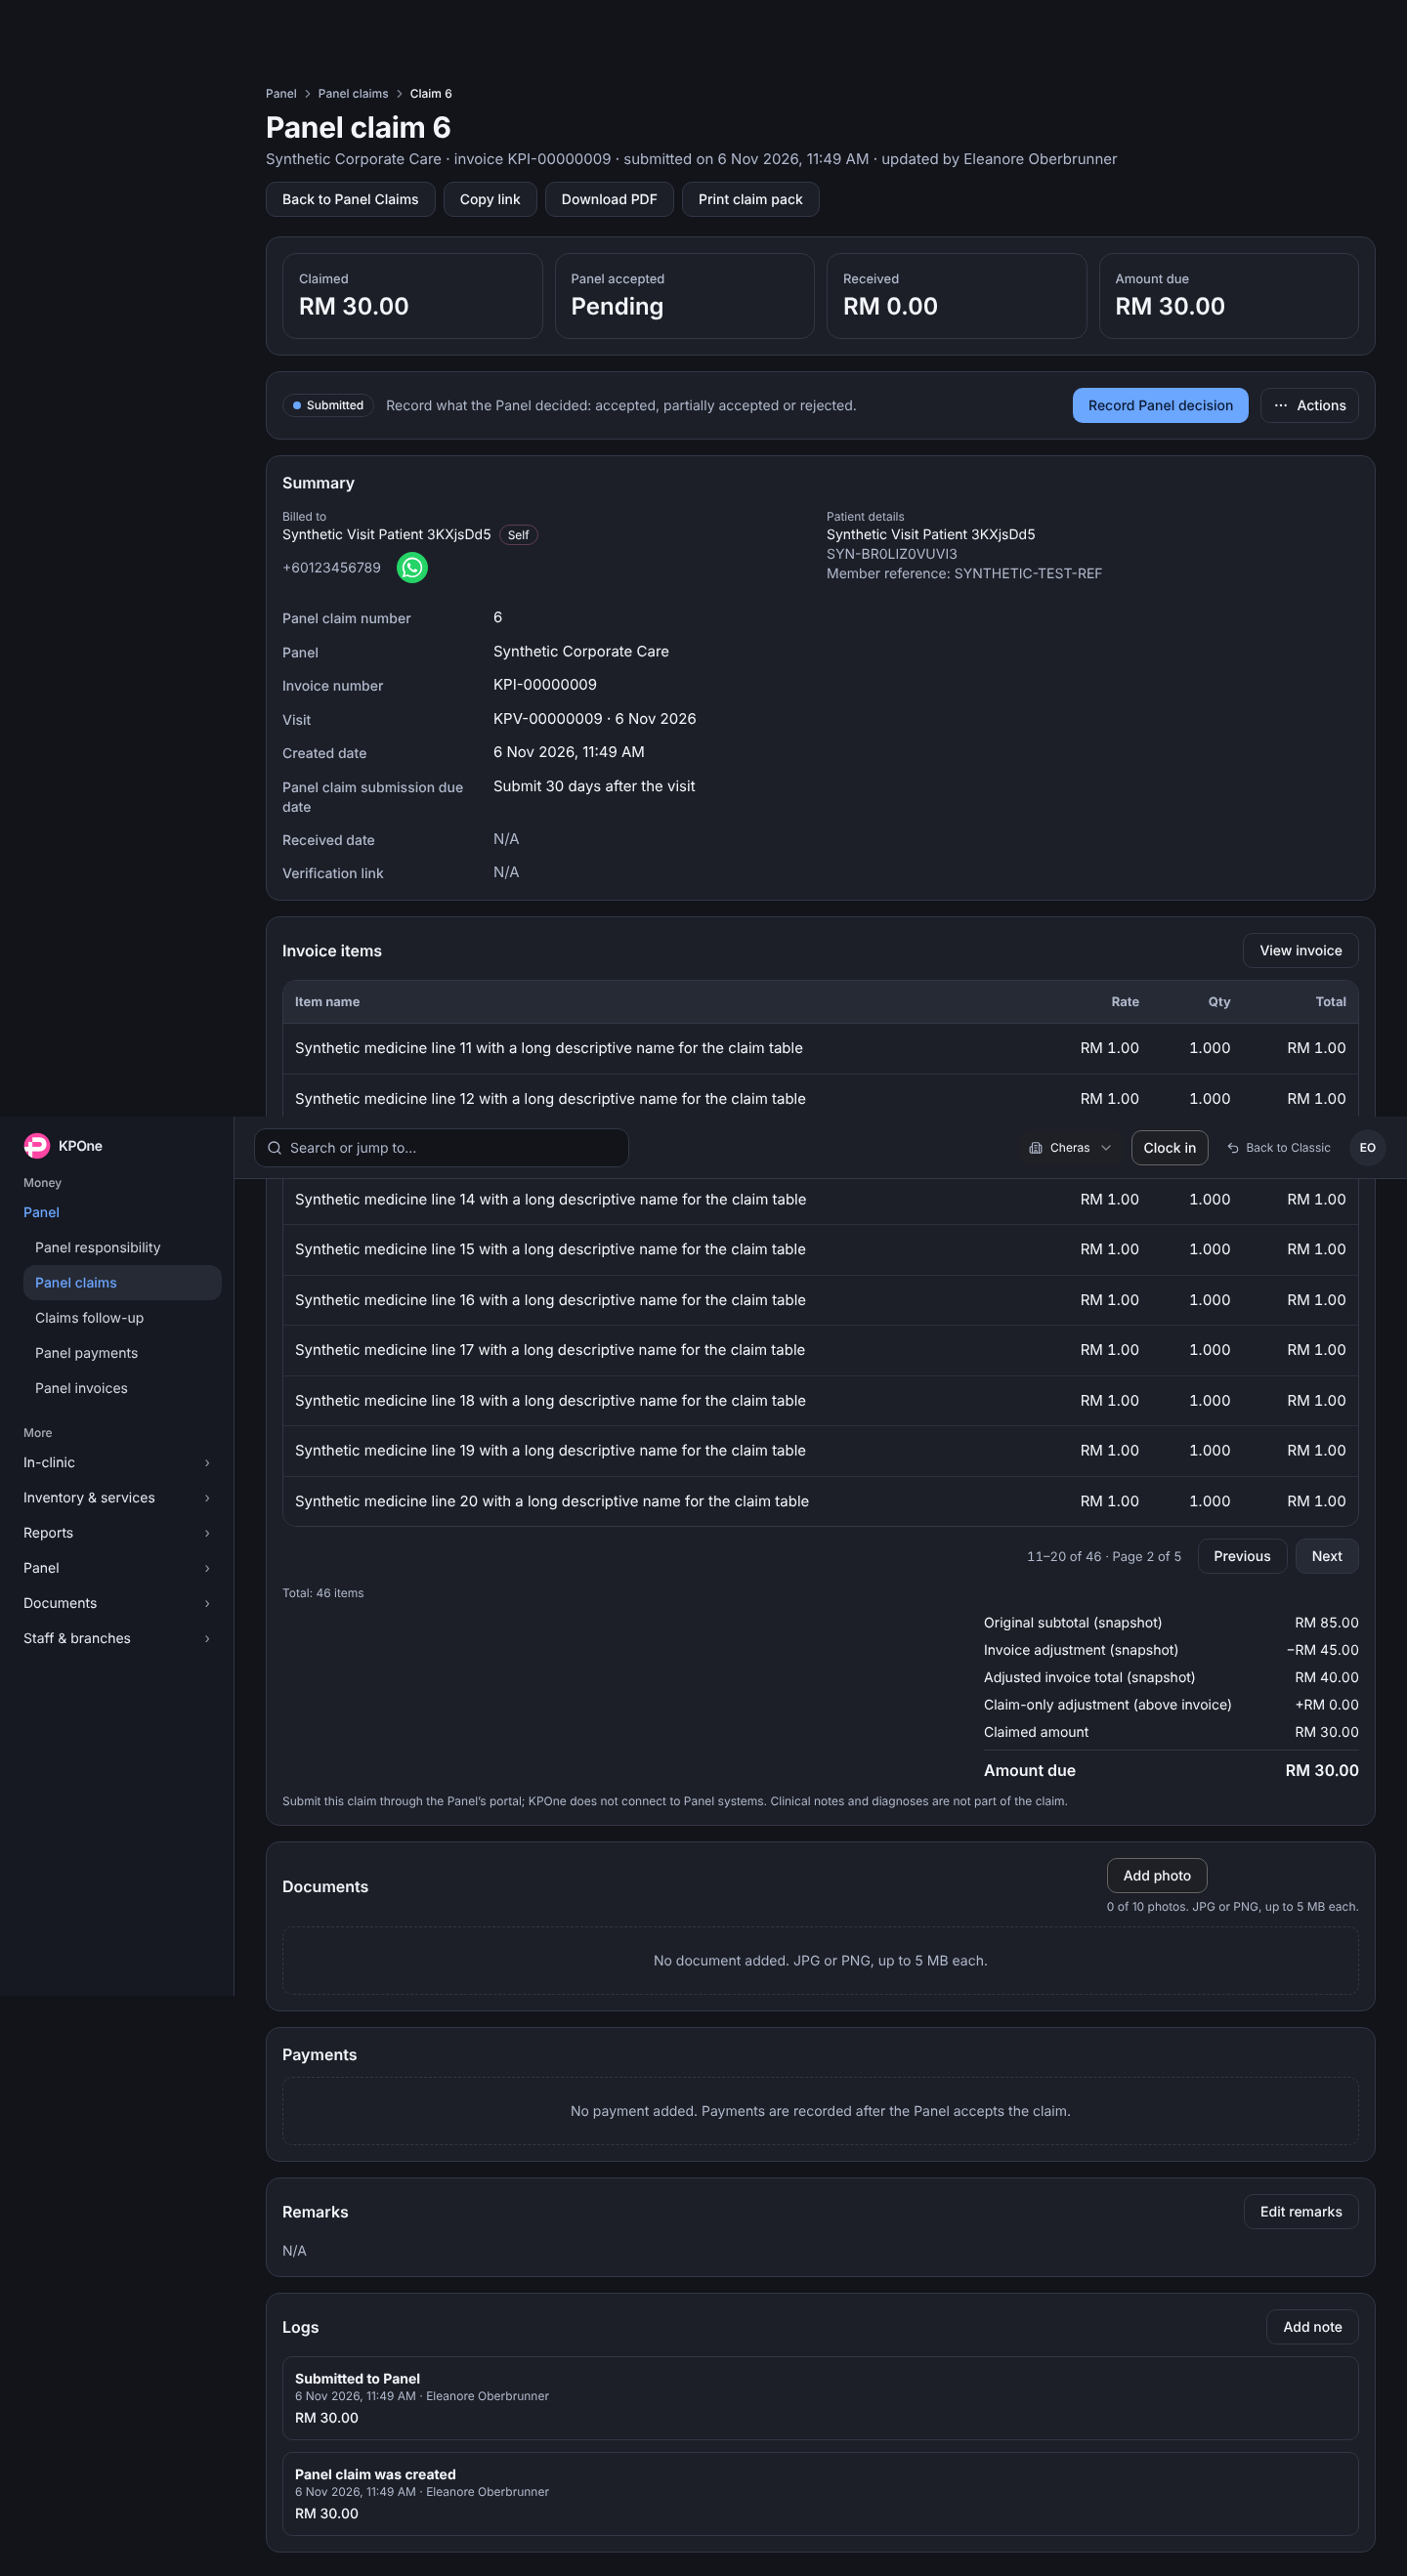 Panel > Panel claims > Claim 6
Panel claim 6
Synthetic Corporate Care · invoice KPI-00000009 · submitted on 6 Nov 2026, 11:49 AM · updated by Eleanore Oberbrunner
Back to Panel Claims Copy link Download PDF Print claim pack
Claimed
RM 30.00
Panel accepted
Pending
Received
RM 0.00
Amount due
RM 30.00
Submitted Record what the Panel decided: accepted, partially accepted or rejected. Record Panel decision ··· Actions
Summary
Billed to
Synthetic Visit Patient 3KXjsDd5 Self
+60123456789
Patient details
Synthetic Visit Patient 3KXjsDd5
SYN-BR0LIZ0VUVI3
Member reference: SYNTHETIC-TEST-REF
Panel claim number 6
Panel Synthetic Corporate Care
Invoice number KPI-00000009
Visit KPV-00000009 · 6 Nov 2026
Created date 6 Nov 2026, 11:49 AM
Panel claim submission due date Submit 30 days after the visit
Received date N/A
Verification link N/A
Invoice items View invoice
Item name Rate Qty Total
Synthetic medicine line 11 with a long descriptive name for the claim table RM 1.00 1.000 RM 1.00
Synthetic medicine line 12 with a long descriptive name for the claim table RM 1.00 1.000 RM 1.00
KPOne
Search or jump to...
Cheras
Clock in
Back to Classic
EO
Money
Panel
Panel responsibility
Panel claims
Claims follow-up
Panel payments
Panel invoices
More
In-clinic
Inventory & services
Reports
Panel
Documents
Staff & branches
Synthetic medicine line 14 with a long descriptive name for the claim table RM 1.00 1.000 RM 1.00
Synthetic medicine line 15 with a long descriptive name for the claim table RM 1.00 1.000 RM 1.00
Synthetic medicine line 16 with a long descriptive name for the claim table RM 1.00 1.000 RM 1.00
Synthetic medicine line 17 with a long descriptive name for the claim table RM 1.00 1.000 RM 1.00
Synthetic medicine line 18 with a long descriptive name for the claim table RM 1.00 1.000 RM 1.00
Synthetic medicine line 19 with a long descriptive name for the claim table RM 1.00 1.000 RM 1.00
Synthetic medicine line 20 with a long descriptive name for the claim table RM 1.00 1.000 RM 1.00
11–20 of 46 · Page 2 of 5 Previous Next
Total: 46 items
Original subtotal (snapshot) RM 85.00
Invoice adjustment (snapshot) −RM 45.00
Adjusted invoice total (snapshot) RM 40.00
Claim-only adjustment (above invoice) +RM 0.00
Claimed amount RM 30.00
Amount due RM 30.00
Submit this claim through the Panel’s portal; KPOne does not connect to Panel systems. Clinical notes and diagnoses are not part of the claim.
Documents
Add photo
0 of 10 photos. JPG or PNG, up to 5 MB each.
No document added. JPG or PNG, up to 5 MB each.
Payments
No payment added. Payments are recorded after the Panel accepts the claim.
Remarks Edit remarks
N/A
Logs Add note
Submitted to Panel
6 Nov 2026, 11:49 AM · Eleanore Oberbrunner
RM 30.00
Panel claim was created
6 Nov 2026, 11:49 AM · Eleanore Oberbrunner
RM 30.00